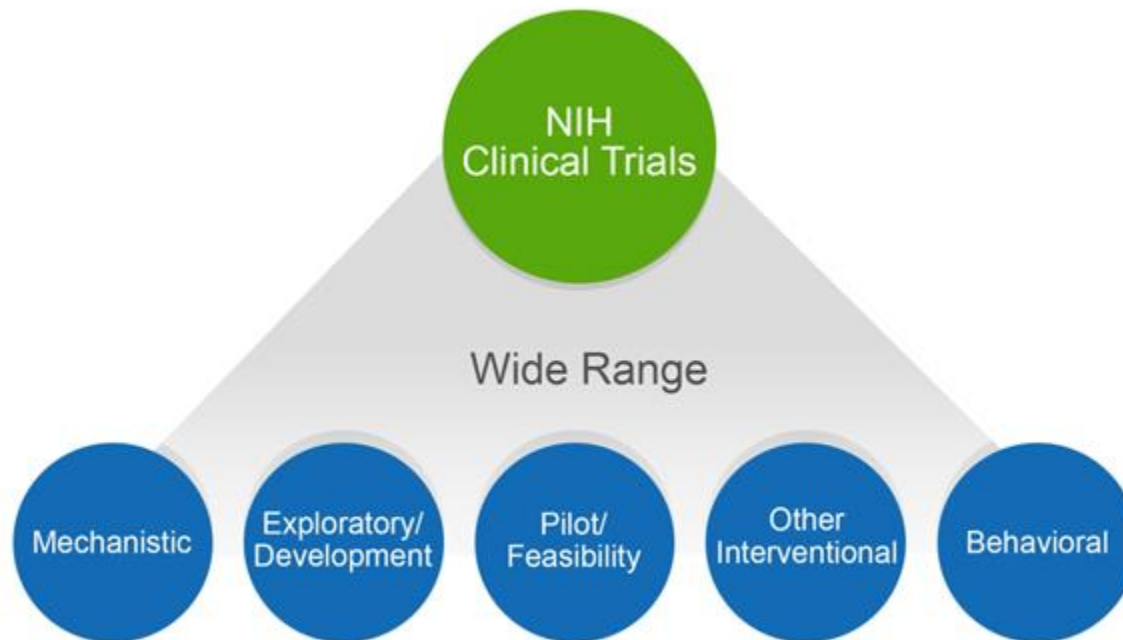 NIH
Clinical Trials
Wide Range
Mechanistic
Exploratory/
Development
Pilot/
Feasibility
Other
Interventional
Behavioral